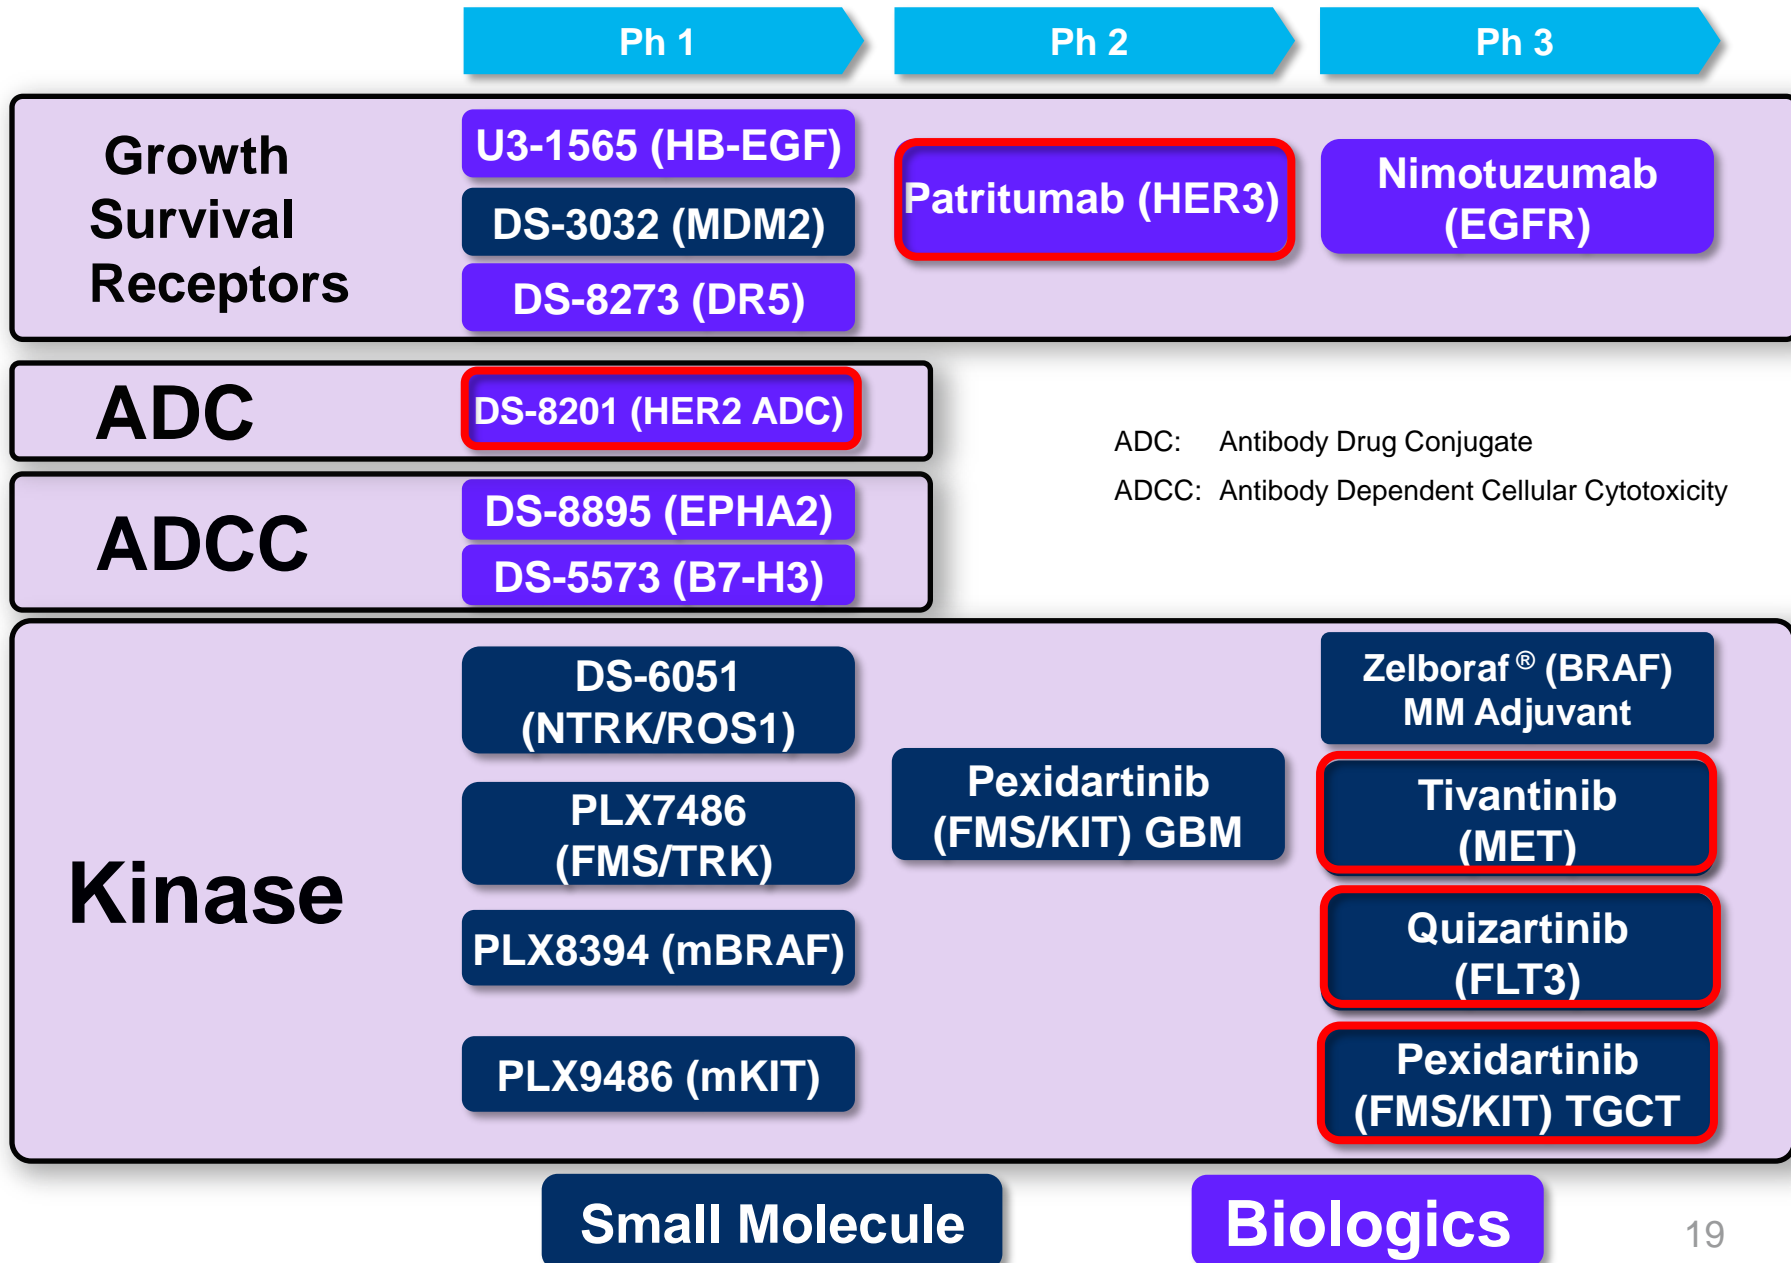 Ph 1
Ph 2
Ph 3
Growth
Survival
Receptors
U3-1565 (HB-EGF)
DS-3032 (MDM2)
DS-8273 (DR5)
Patritumab (HER3)
Nimotuzumab
(EGFR)
ADC
DS-8201 (HER2 ADC)
ADC: Antibody Drug Conjugate
ADCC: Antibody Dependent Cellular Cytotoxicity
ADCC
DS-8895 (EPHA2)
DS-5573 (B7-H3)
Kinase
DS-6051
(NTRK/ROS1)
PLX7486
(FMS/TRK)
PLX8394 (mBRAF)
PLX9486 (mKIT)
Pexidartinib
(FMS/KIT) GBM
Zelboraf ® (BRAF)
MM Adjuvant
Tivantinib
(MET)
Quizartinib
(FLT3)
Pexidartinib
(FMS/KIT) TGCT
Small Molecule
Biologics
19